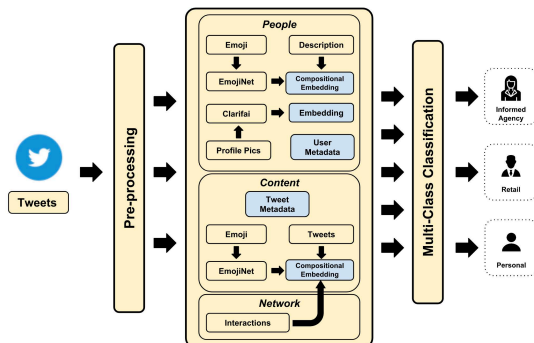 Tweets
Pre-processing
People
Emoji
Description
EmojiNet
Compositional
Embedding
Clarifai
Embedding
Profile Pics
User
Metadata
Content
Tweet
Metadata
Emoji
Tweets
EmojiNet
Compositional
Embedding
Network
Interactions
Multi-Class Classification
Informed
Agency
Retail
Personal